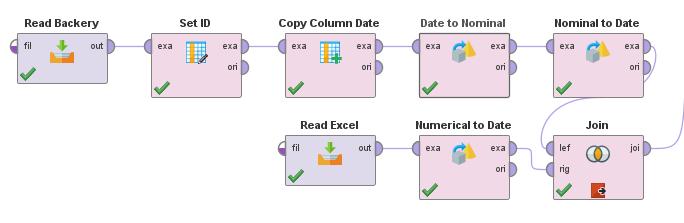 Read Backery
Set ID
Copy Column Date
Date to Nominal
Nominal to Date
fil out
exa exa
exa exa
exa exa
exa exa
ori
ori
ori
ori
Read Excel
Numerical to Date
Join
fil out
exa exa
lef joi
ori
rig